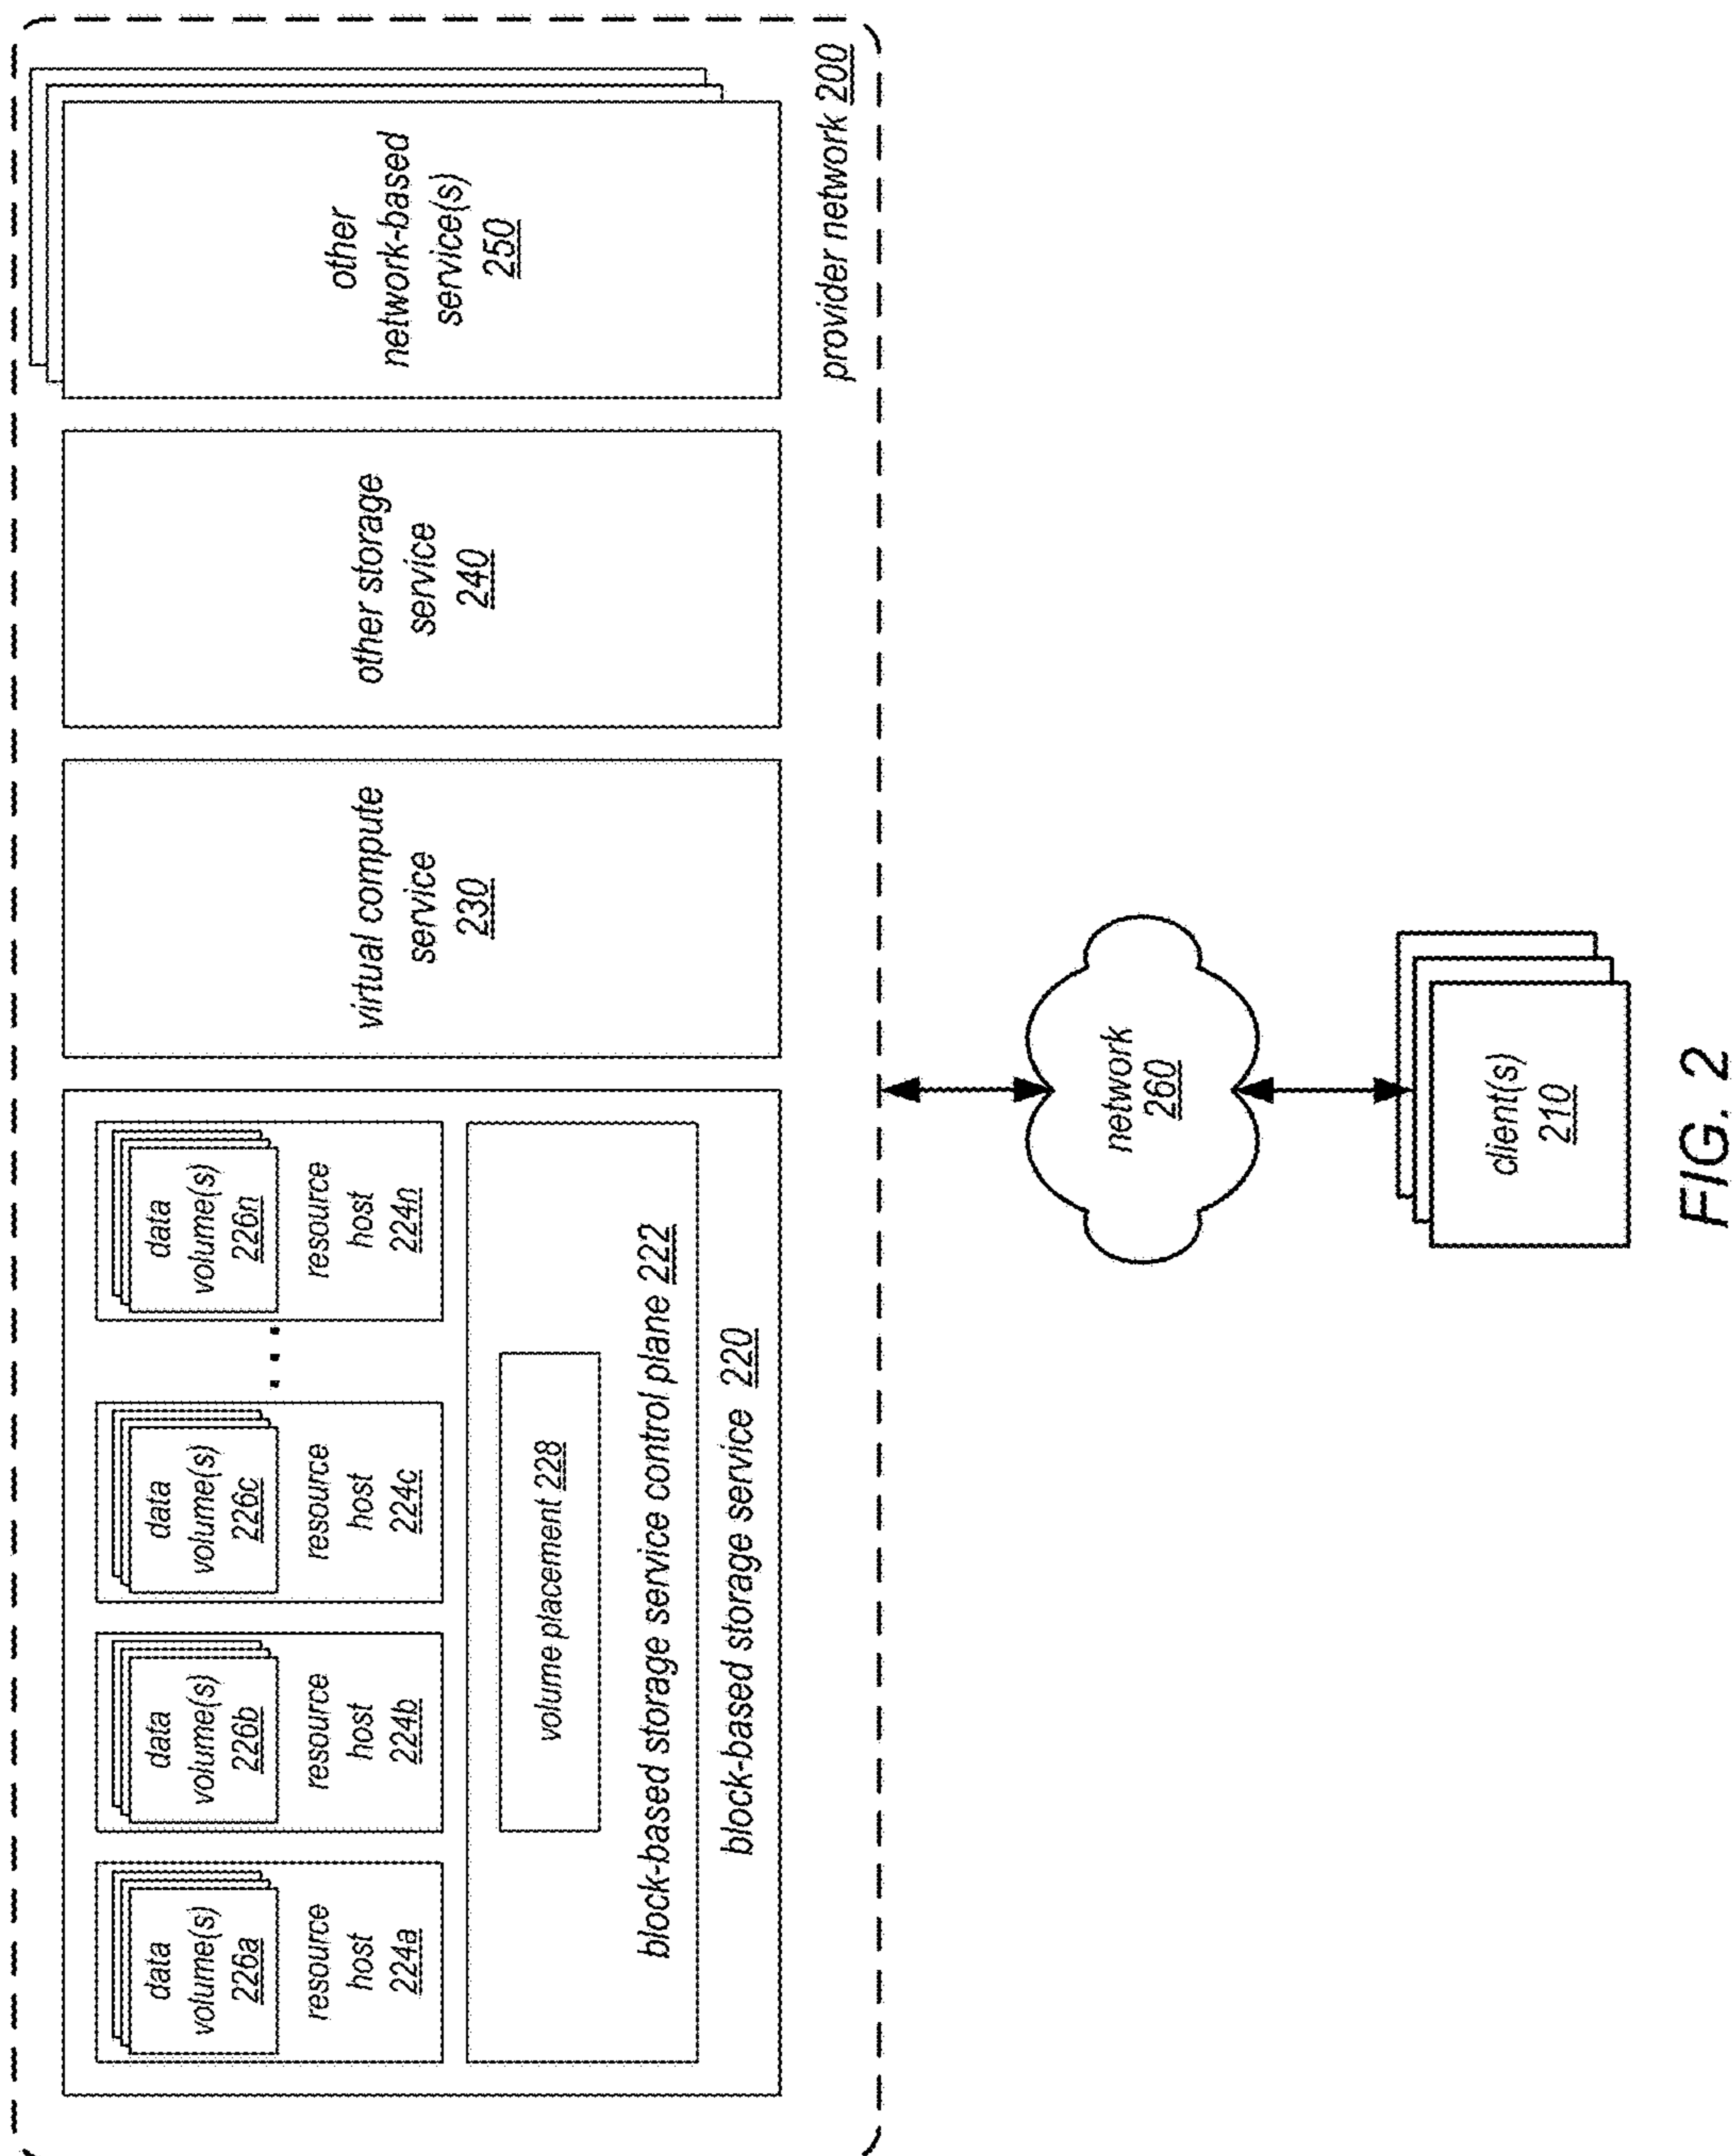 data
volume(s)
226a
resource
host
224a
data
volume(s)
226b
resource
host
224b
data
volume(s)
226c
resource
host
224c
...
data
volume(s)
226n
resource
host
224n
volume placement 228
block-based storage service control plane 222
block-based storage service 220
virtual compute
service
230
other storage
service
240
other
network-based
service(s)
250
provider network 200
network
260
client(s)
210
FIG. 2